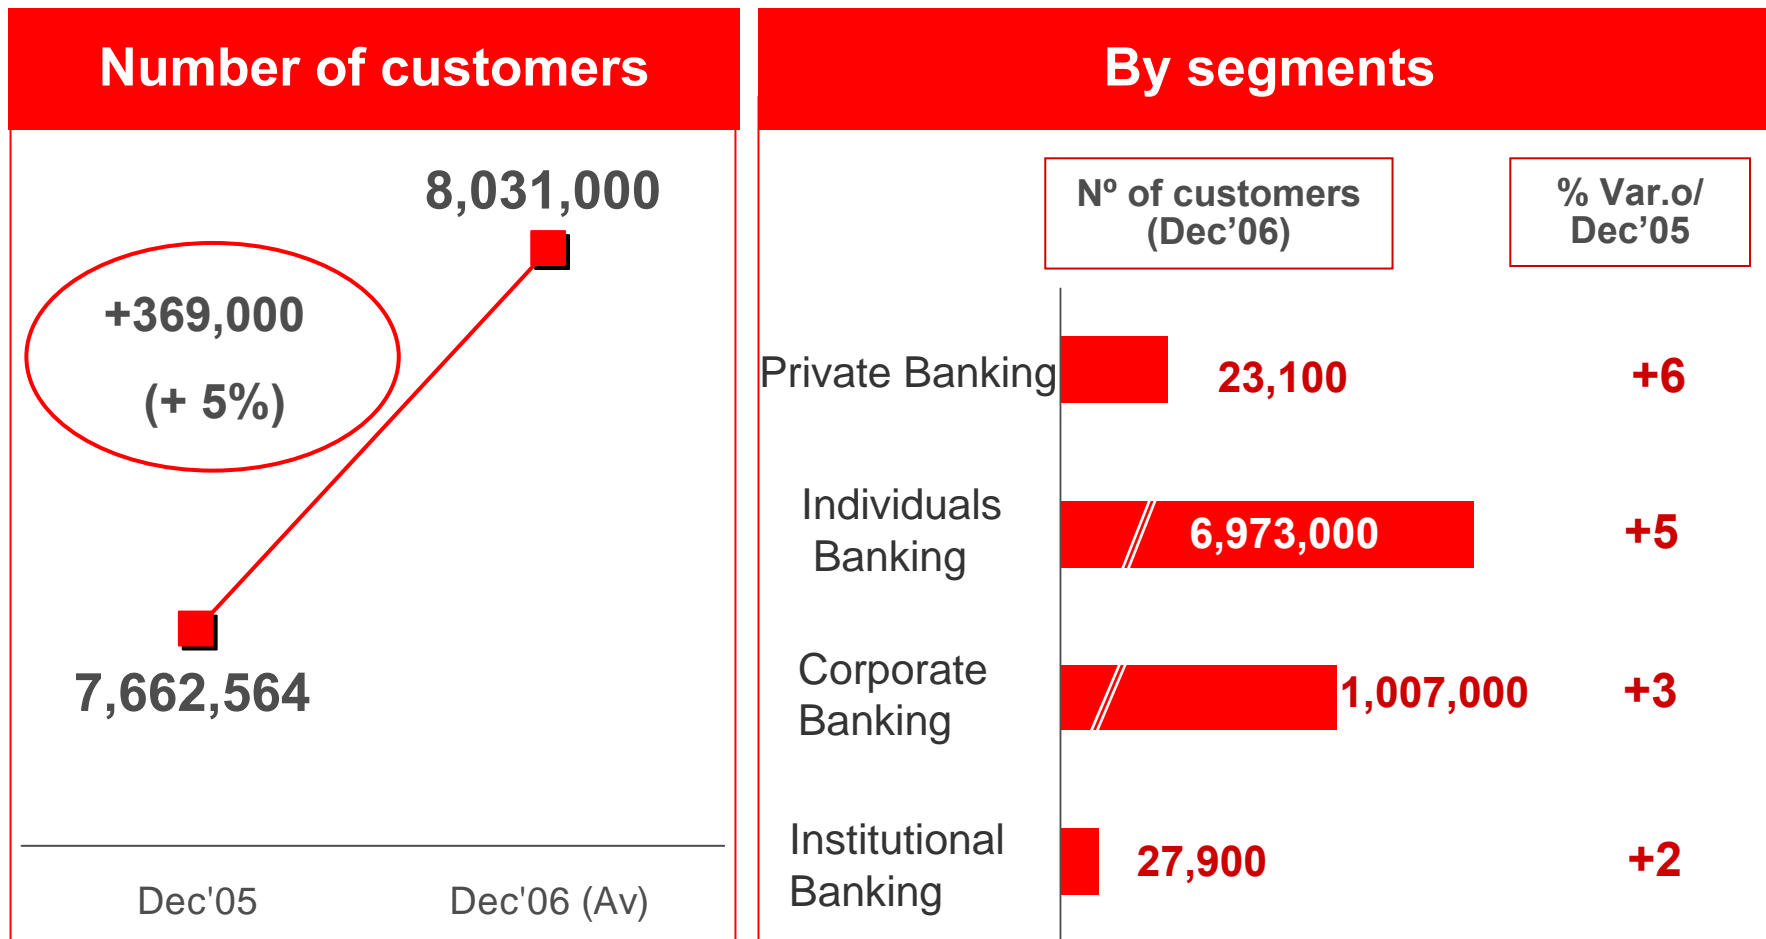 Number of customers
8,031,000
+369,000
(+ 5%)
7,662,564
Dec'05
Dec'06 (Av)
By segments
Nº of customers
(Dec’06)
% Var.o/
Dec’05
Private Banking
23,100
+6
Individuals
Banking
6,973,000
+5
Corporate
Banking
1,007,000
+3
Institutional
Banking
27,900
+2